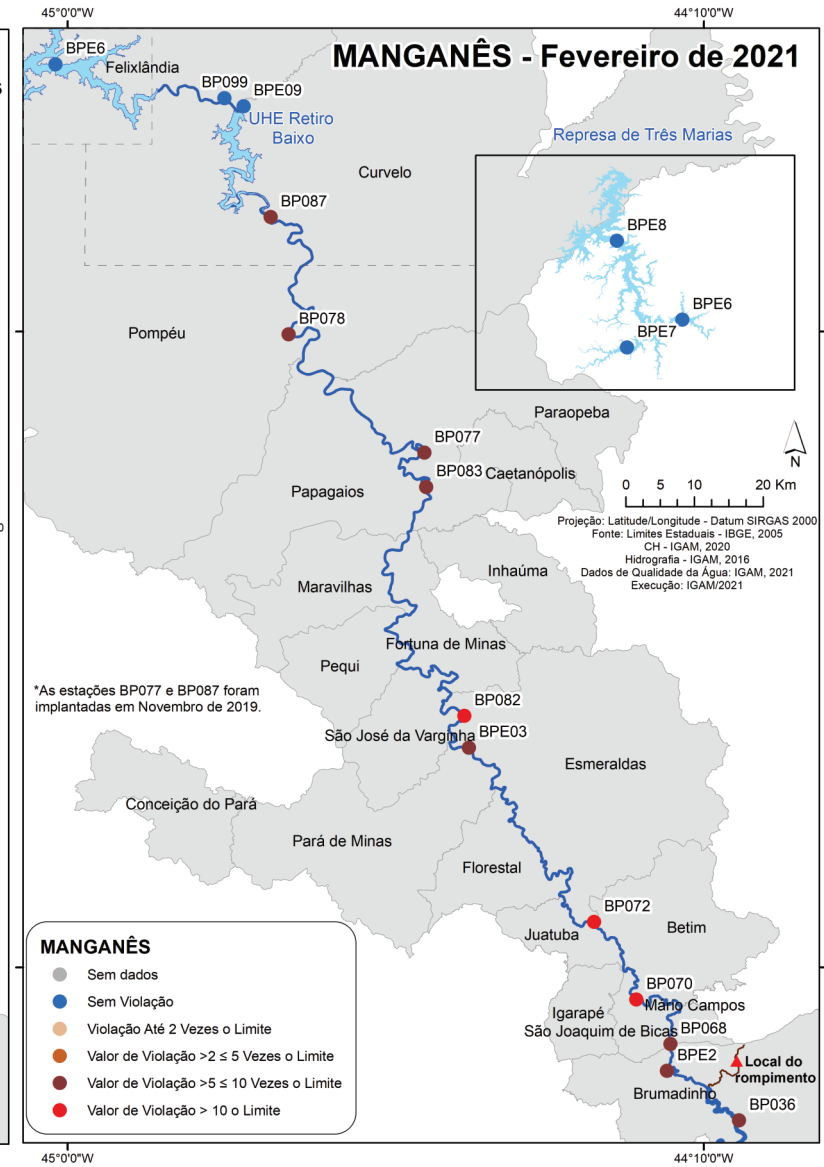 45°0'0"W
44°10'0"W
MANGANÊS - Fevereiro de 2021
BPE6
Felixlândia
BP099
BPE09
UHE Retiro
Baixo
Represa de Três Marias
Curvelo
BP087
BPE8
BPE6
BPE7
BP078
Pompéu
Paraopeba
BP077
BP083
Caetanópolis
Papagaios
N
0 5 10 20 Km
Projeção: Latitude/Longitude - Datum SIRGAS 2000
Fonte: Limites Estaduais - IBGE, 2005
CH - IGAM, 2020
Hidrografia - IGAM, 2016
Dados de Qualidade da Água: IGAM, 2021
Execução: IGAM/2021
Inhaúma
Maravilhas
Fortuna de Minas
Pequi
*As estações BP077 e BP087 foram
implantadas em Novembro de 2019.
BP082
São José da Varginha
BPE03
Esmeraldas
Conceição do Pará
Pará de Minas
Florestal
BP072
Juatuba
Betim
BP070
Mário Campos
Igarapé
São Joaquim de Bicas
BP068
BPE2
Local do
rompimento
Brumadinho
BP036
MANGANÊS
Sem dados
Sem Violação
Violação Até 2 Vezes o Limite
Valor de Violação >2 ≤ 5 Vezes o Limite
Valor de Violação >5 ≤ 10 Vezes o Limite
Valor de Violação > 10 o Limite
45°0'0"W
44°10'0"W